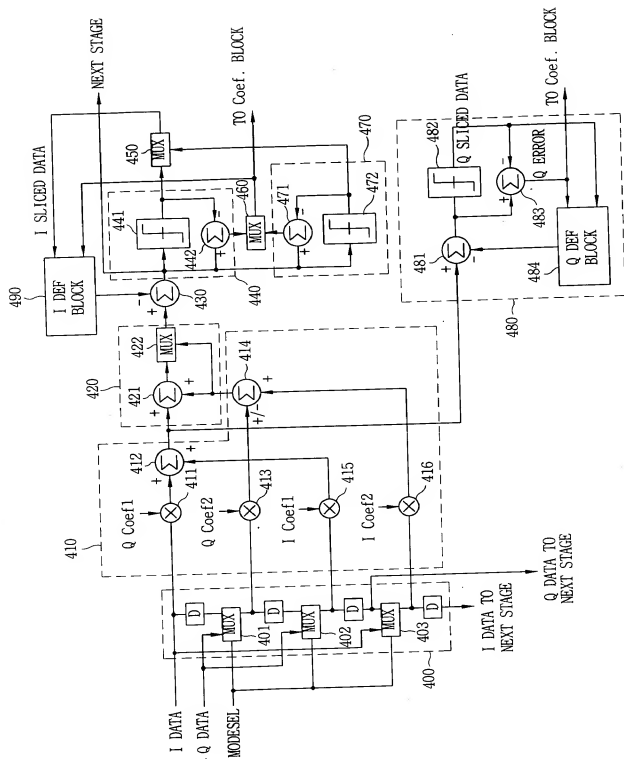 NEXT STAGE
I SLICED DATA
TO Coef. BLOCK
490
I DEF
BLOCK
450
MUX
441
442
Σ
460
MUX
470
471
Σ
472
440
430
Σ
+
-
420
421
Σ
422
MUX
414
Σ
+/-
+
410
412
Σ
411
Q Coef1
Q Coef2
413
I Coef1
415
I Coef2
416
I DATA
Q DATA
MODESEL
D
MUX
401
D
MUX
402
D
MUX
403
D
400
I DATA TO
NEXT STAGE
Q DATA TO
NEXT STAGE
481
Σ
+
-
482
Q SLICED DATA
Q ERROR
483
Σ
+
-
484
Q DEF
BLOCK
480
TO Coef. BLOCK